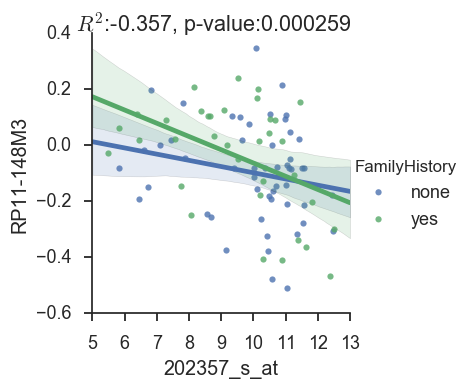 R²:-0.357, p-value:0.000259
0.4
0.2
0.0
−0.2
−0.4
−0.6
RP11-148M3
5 6 7 8 9 10 11 12 13
202357_s_at
FamilyHistory
none
yes